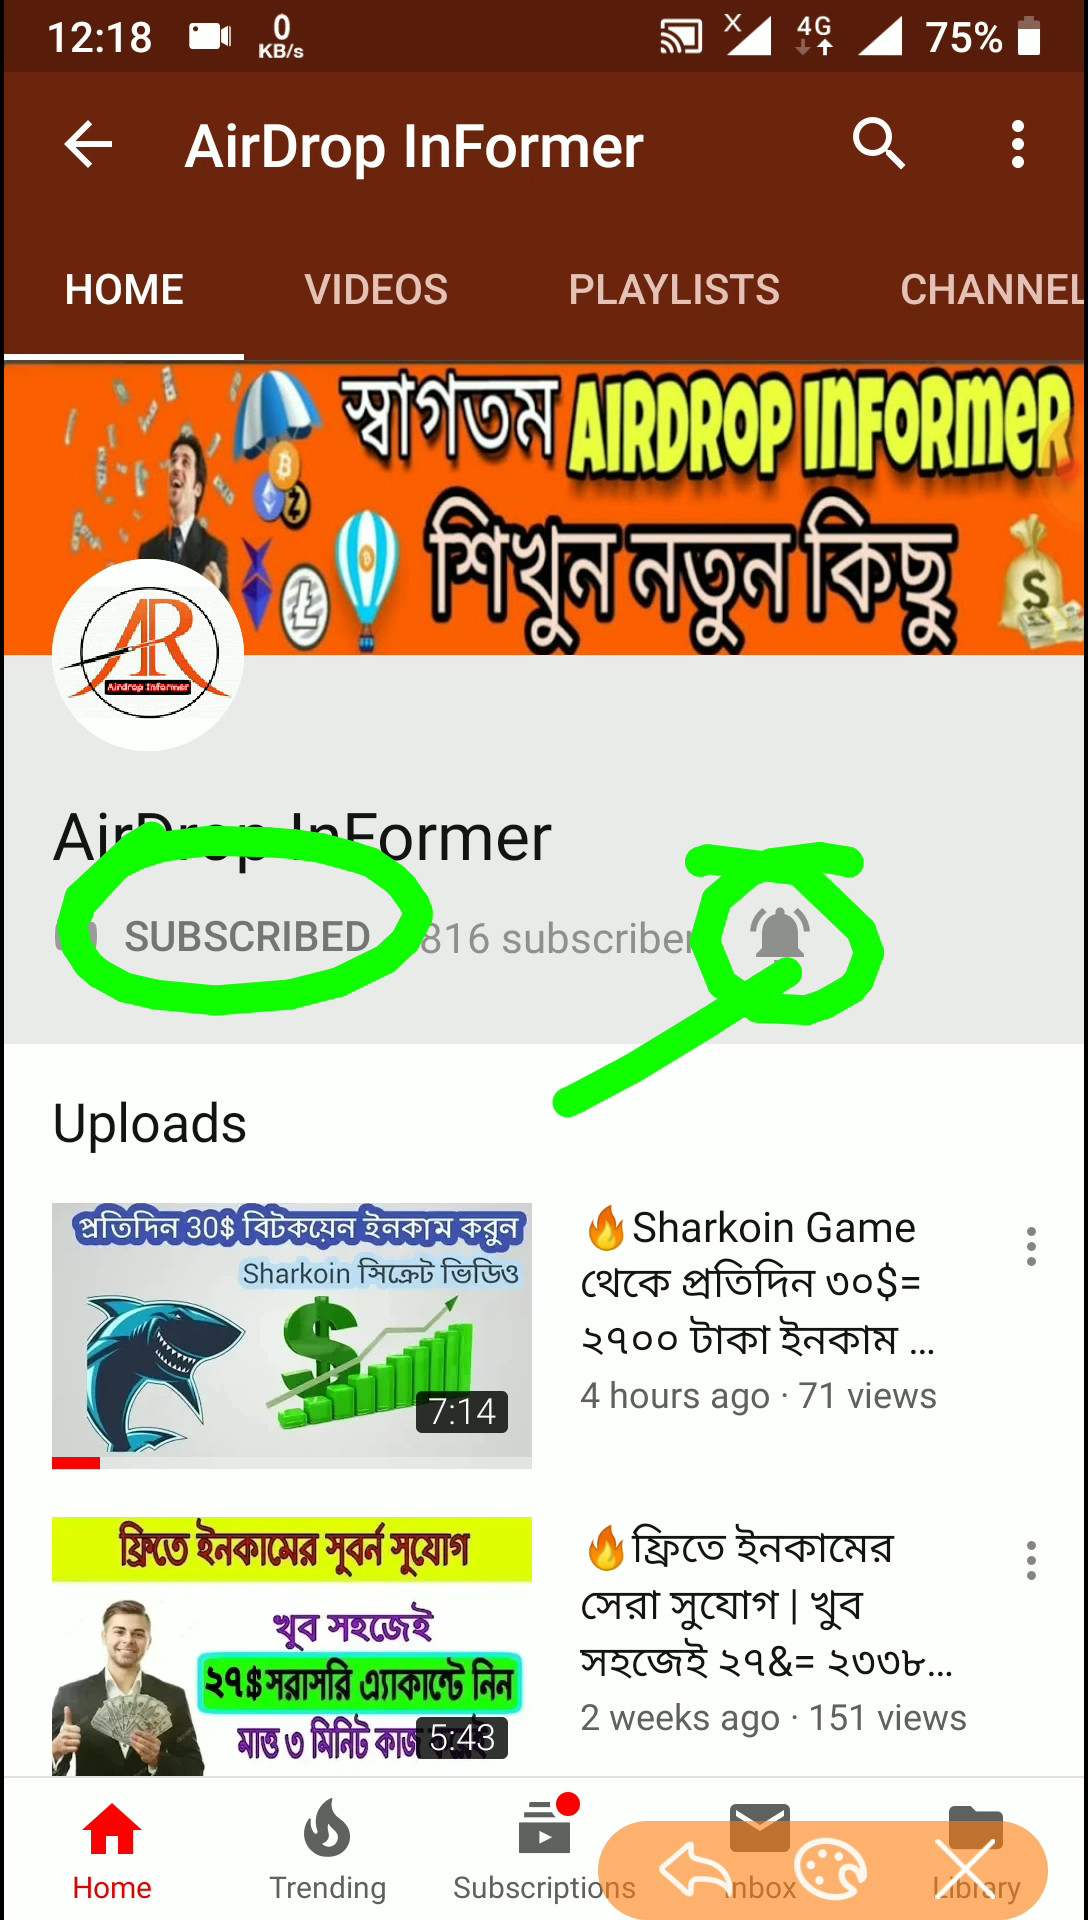 12:18 0 KB/s X 4G 75%
AirDrop InFormer
HOME VIDEOS PLAYLISTS CHANNEL
স্বাগতম AIRDROP INFORMER
শিখুন নতুন কিছু
AR
Airdrop Informer
AirDrop InFormer
SUBSCRIBED 816 subscriber
Uploads
প্রতিদিন 30$ বিটকয়েন ইনকাম করুন
Sharkoin সিক্রেট ভিডিও
7:14
🔥Sharkoin Game
থেকে প্রতিদিন ৩০$=
২৭০০ টাকা ইনকাম ...
4 hours ago · 71 views
ফ্রিতে ইনকামের সুবর্ন সুযোগ
খুব সহজেই
২৭$ সরাসরি এ্যাকান্টে নিন
মাত্ত ৩ মিনিট কাজ
5:43
🔥ফ্রিতে ইনকামের
সেরা সুযোগ | খুব
সহজেই ২৭&= ২৩৩৮...
2 weeks ago · 151 views
Home Trending Subscriptions Inbox Library